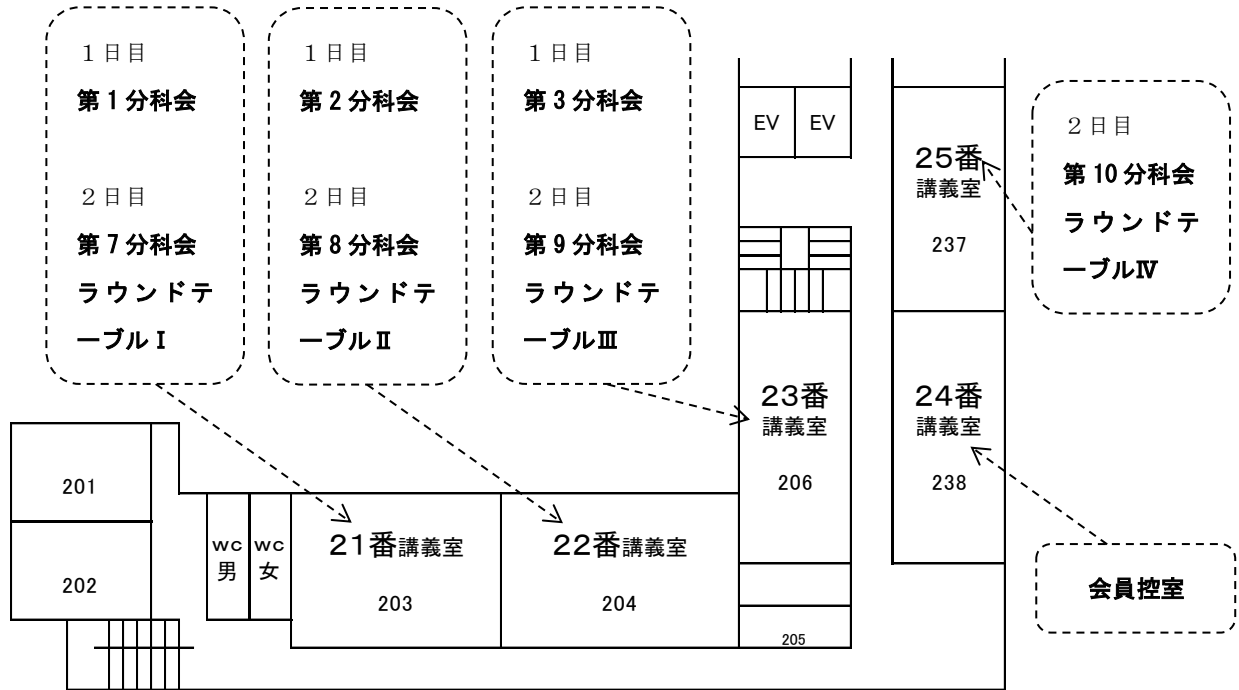 1日目
第1分科会
2日目
第7分科会
ラウンドテ
ーブルⅠ
1日目
第2分科会
2日目
第8分科会
ラウンドテ
ーブルⅡ
1日目
第3分科会
2日目
第9分科会
ラウンドテ
ーブルⅢ
EV
EV
25番
講義室
237
2日目
第10分科会
ラウンドテ
ーブルⅣ
23番
講義室
206
24番
講義室
238
会員控室
201
202
wc
男
wc
女
21番講義室
203
22番講義室
204
205